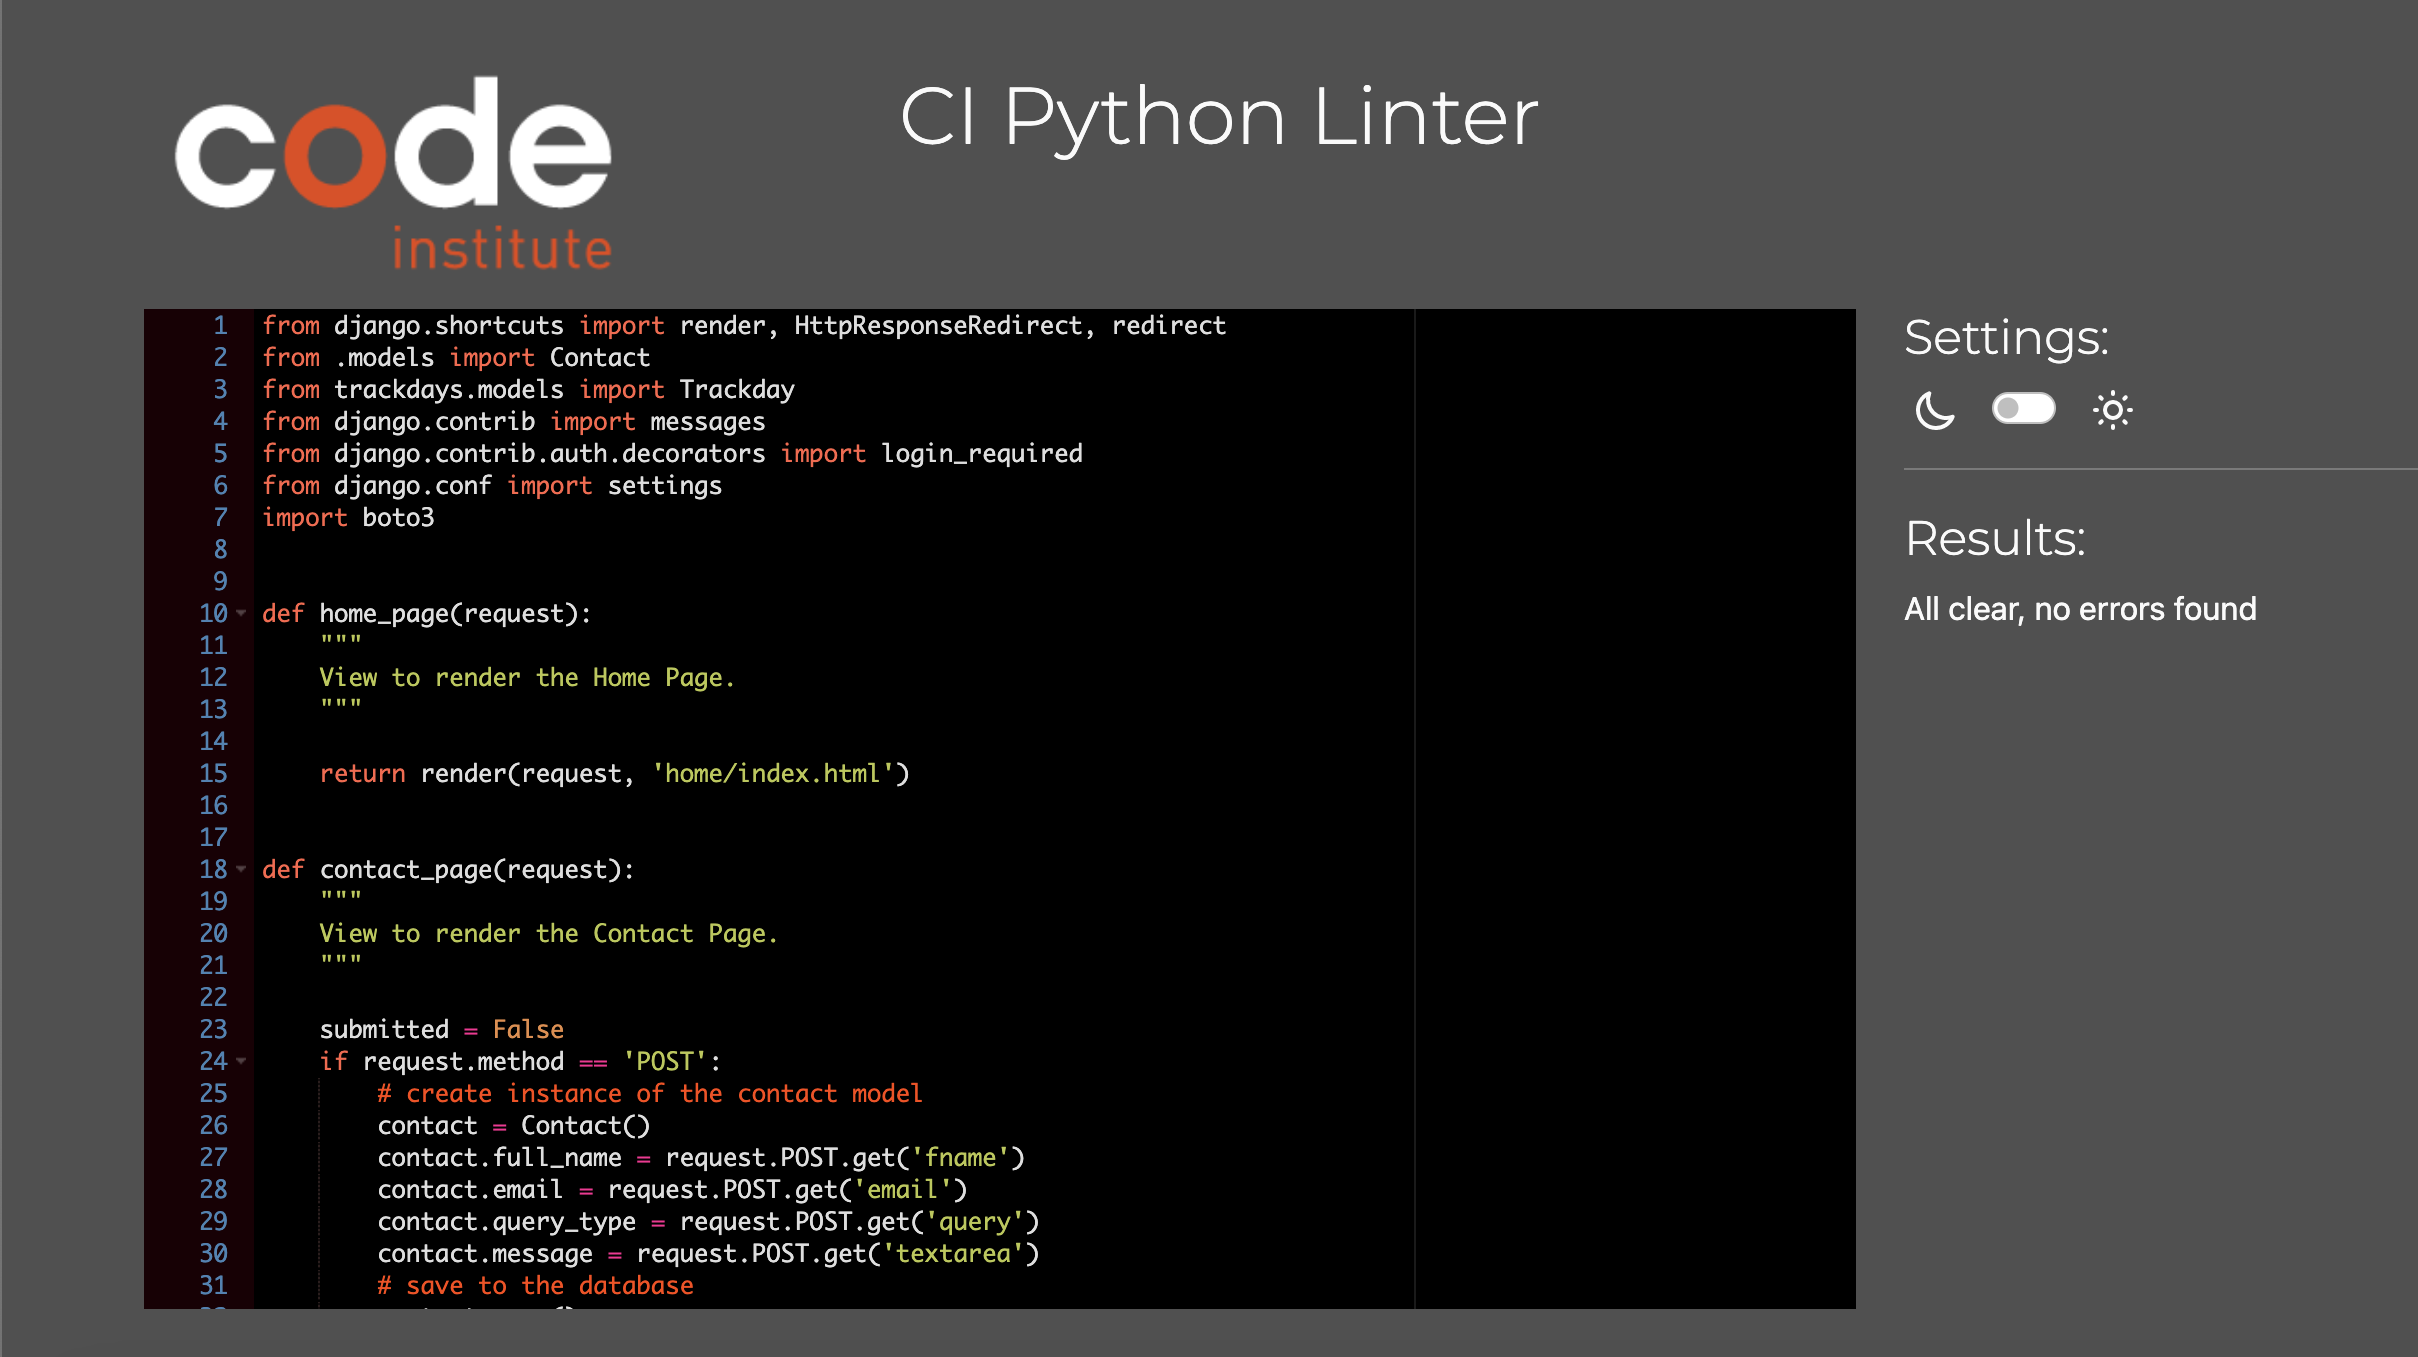 code
institute
CI Python Linter
1 from django.shortcuts import render, HttpResponseRedirect, redirect
2 from .models import Contact
3 from trackdays.models import Trackday
4 from django.contrib import messages
5 from django.contrib.auth.decorators import login_required
6 from django.conf import settings
7 import boto3
8
9
10 def home_page(request):
11     """
12     View to render the Home Page.
13     """
14
15     return render(request, 'home/index.html')
16
17
18 def contact_page(request):
19     """
20     View to render the Contact Page.
21     """
22
23     submitted = False
24     if request.method == 'POST':
25         # create instance of the contact model
26         contact = Contact()
27         contact.full_name = request.POST.get('fname')
28         contact.email = request.POST.get('email')
29         contact.query_type = request.POST.get('query')
30         contact.message = request.POST.get('textarea')
31         # save to the database
Settings:
Results:
All clear, no errors found